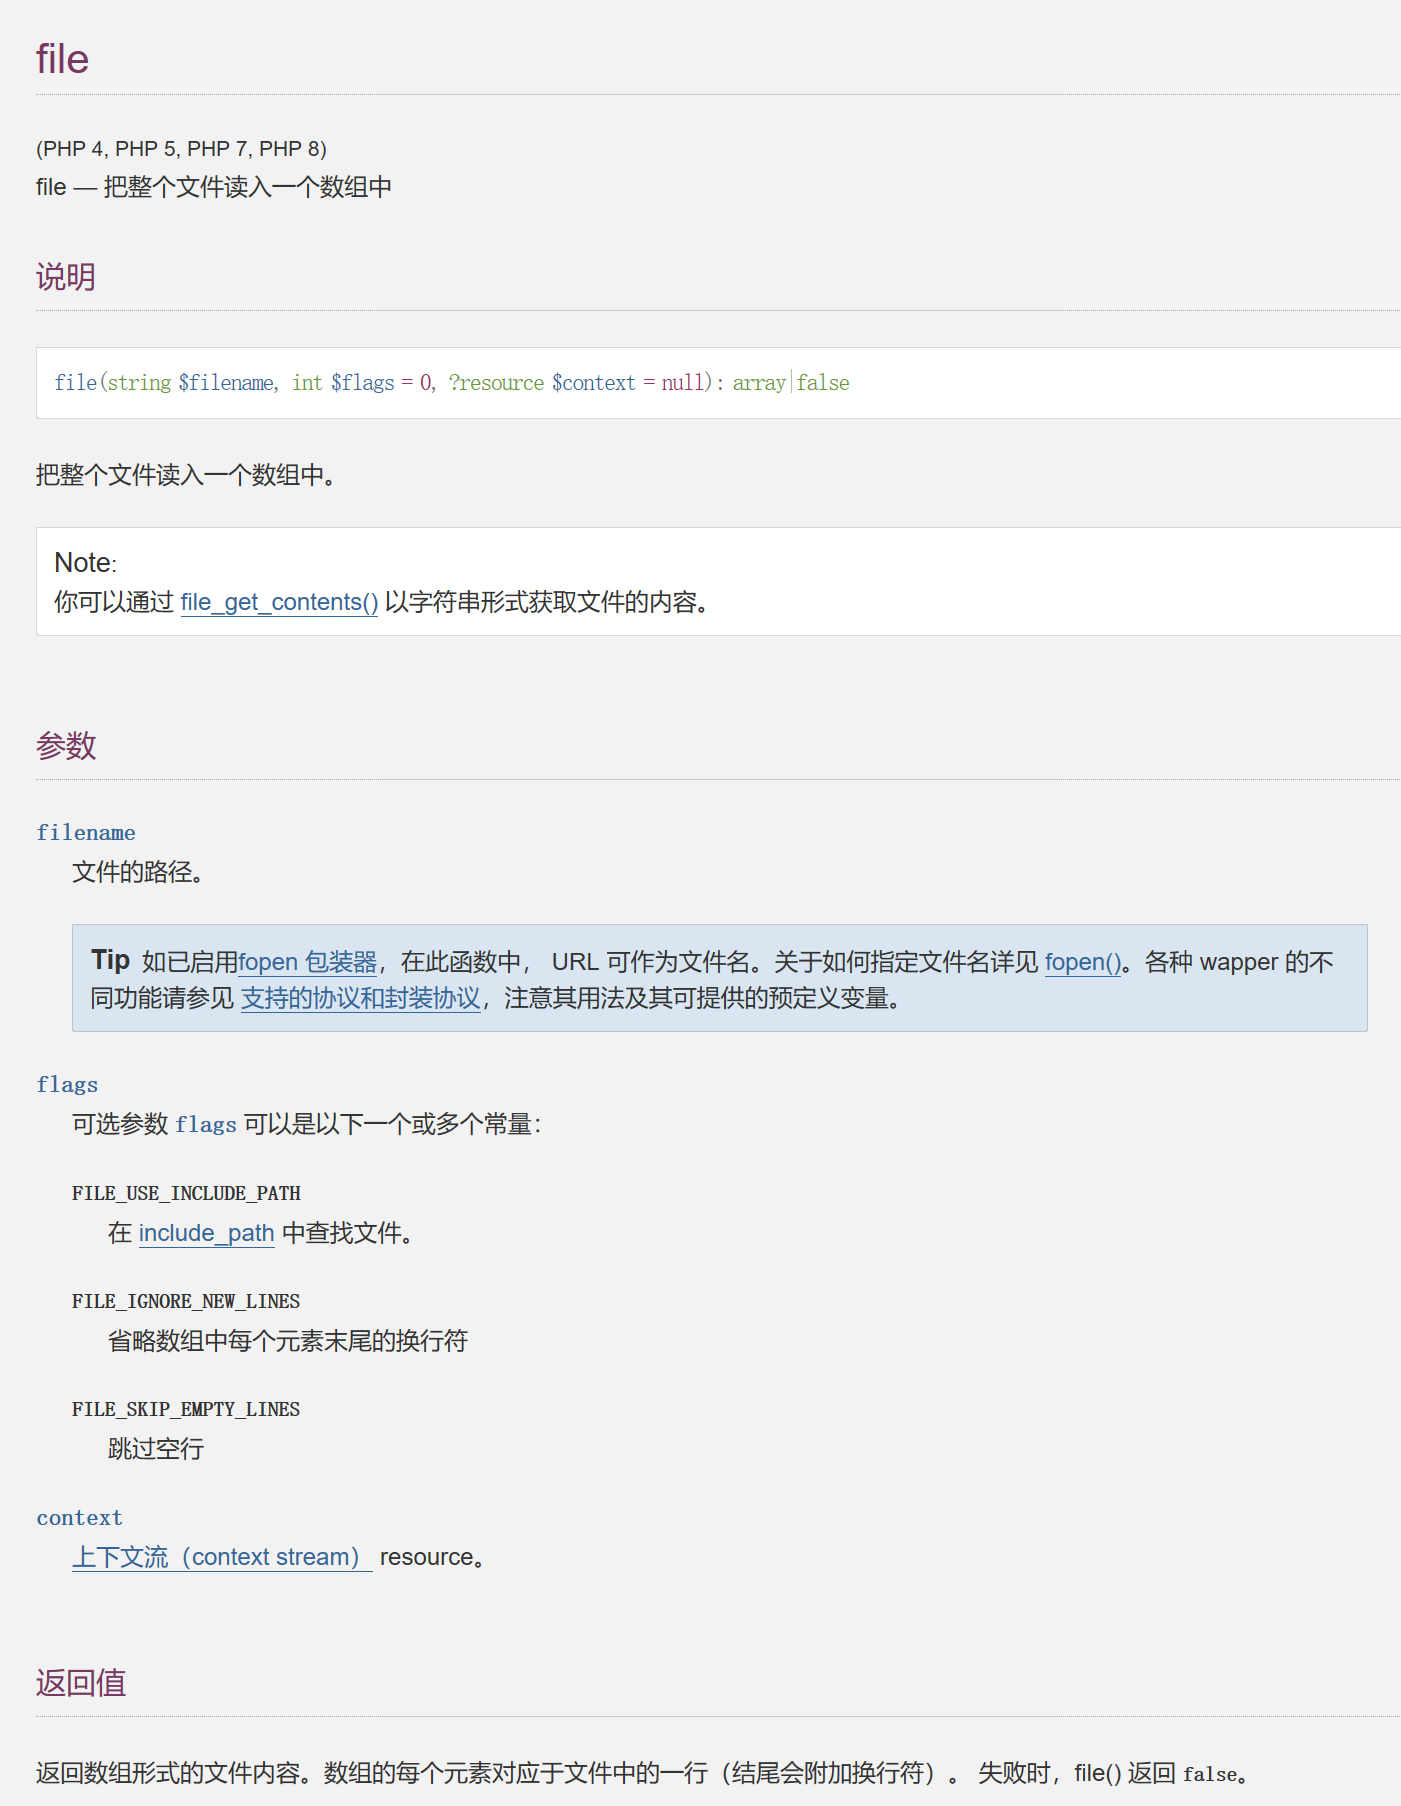 file
(PHP 4, PHP 5, PHP 7, PHP 8)
file — 把整个文件读入一个数组中
说明
file(string $filename, int $flags = 0, ?resource $context = null): array|false
把整个文件读入一个数组中。
Note:
你可以通过 file_get_contents() 以字符串形式获取文件的内容。
参数
filename
文件的路径。
Tip 如已启用fopen 包装器，在此函数中， URL 可作为文件名。关于如何指定文件名详见 fopen()。各种 wapper 的不
同功能请参见 支持的协议和封装协议，注意其用法及其可提供的预定义变量。
flags
可选参数 flags 可以是以下一个或多个常量：
FILE_USE_INCLUDE_PATH
在 include_path 中查找文件。
FILE_IGNORE_NEW_LINES
省略数组中每个元素末尾的换行符
FILE_SKIP_EMPTY_LINES
跳过空行
context
上下文流（context stream） resource。
返回值
返回数组形式的文件内容。数组的每个元素对应于文件中的一行（结尾会附加换行符）。 失败时，file() 返回 false。